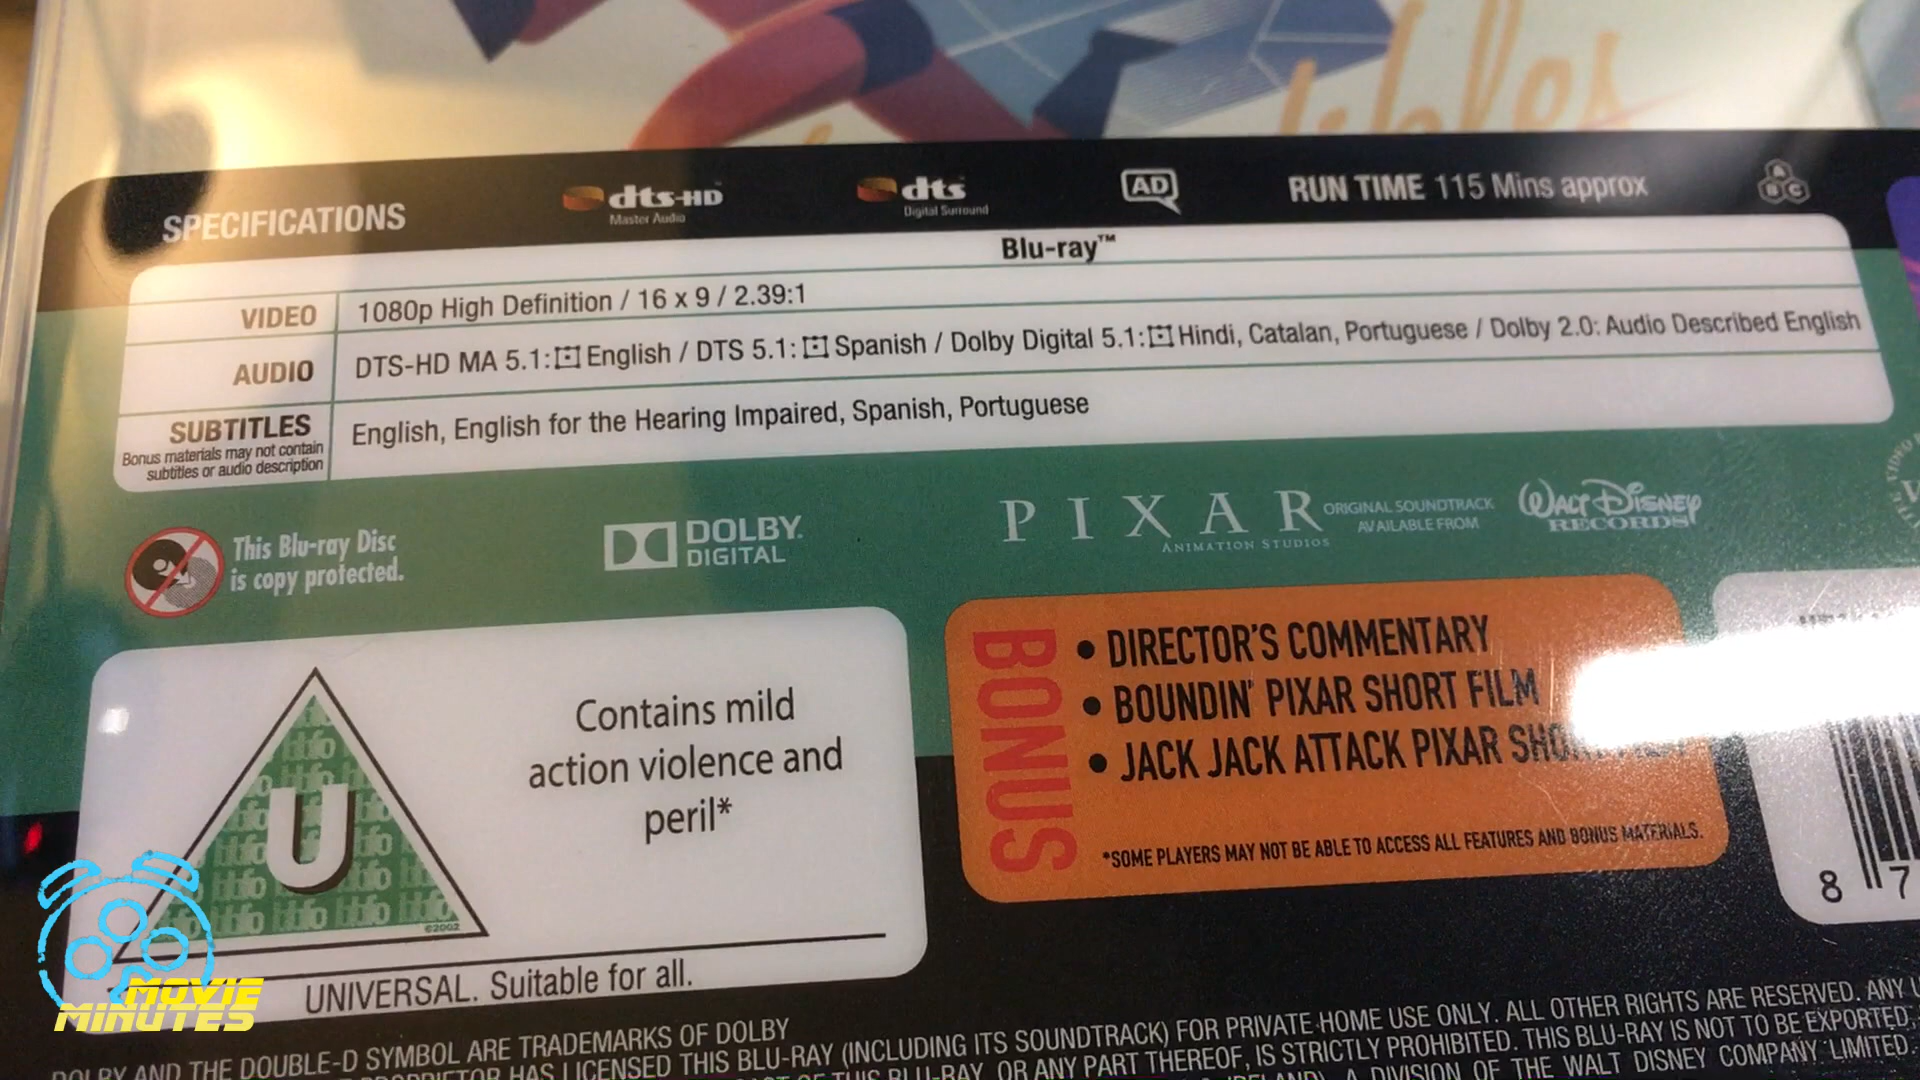 SPECIFICATIONS
dts-HD
Master Audio
dts
Digital Surround
AD
RUN TIME 115 Mins approx
A
B C
Blu-ray™
VIDEO
1080p High Definition / 16 x 9 / 2.39:1
AUDIO
DTS-HD MA 5.1: English / DTS 5.1: Spanish / Dolby Digital 5.1: Hindi, Catalan, Portuguese / Dolby 2.0: Audio Described English
SUBTITLES
Bonus materials may not contain
subtitles or audio description
English, English for the Hearing Impaired, Spanish, Portuguese
This Blu-ray Disc
is copy protected.
DOLBY
DIGITAL
PIXAR
ANIMATION STUDIOS
ORIGINAL SOUNDTRACK
AVAILABLE FROM
WALT DISNEY
RECORDS
U
bbfo
©2002
Contains mild
action violence and
peril*
UNIVERSAL. Suitable for all.
BONUS
• DIRECTOR'S COMMENTARY
• BOUNDIN' PIXAR SHORT FILM
• JACK JACK ATTACK PIXAR
*SOME PLAYERS MAY NOT BE ABLE TO ACCESS ALL FEATURES AND BONUS MATERIALS.
8 7
MOVIE
MINUTES
DOLBY AND THE DOUBLE-D SYMBOL ARE TRADEMARKS OF DOLBY
HAS LICENSED THIS BLU-RAY (INCLUDING ITS SOUNDTRACK) FOR PRIVATE HOME USE ONLY. ALL OTHER RIGHTS ARE RESERVED. ANY
OF THIS BLU-RAY OR ANY PART THEREOF, IS STRICTLY PROHIBITED. THIS BLU-RAY IS NOT TO BE EXPORTED,
A DIVISION OF THE WALT DISNEY COMPANY LIMITED